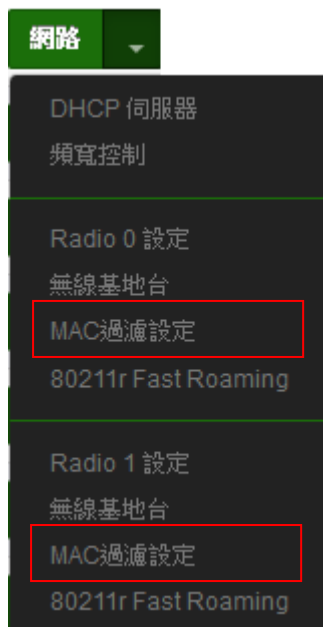 網路
DHCP 伺服器
頻寬控制
Radio 0 設定
無線基地台
MAC過濾設定
80211r Fast Roaming
Radio 1 設定
無線基地台
MAC過濾設定
80211r Fast Roaming